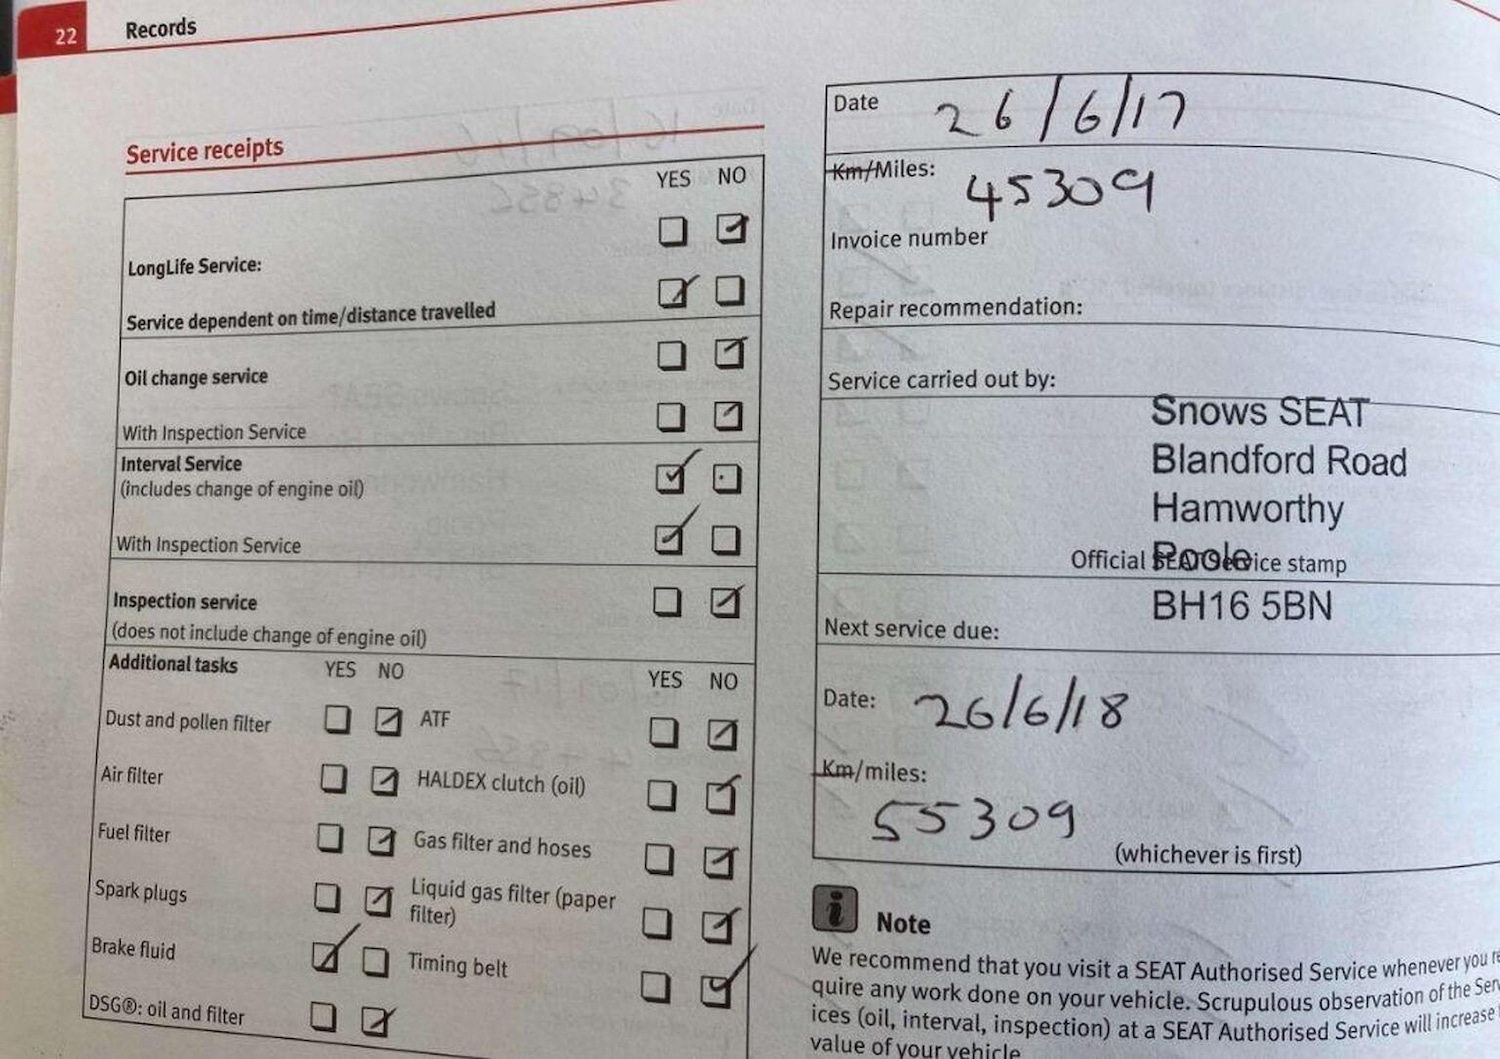 22 Records
Service receipts
YES NO
LongLife Service:
Service dependent on time/distance travelled
Oil change service
With Inspection Service
Interval Service
(includes change of engine oil)
With Inspection Service
Inspection service
(does not include change of engine oil)
Additional tasks YES NO YES NO
Dust and pollen filter ATF
Air filter HALDEX clutch (oil)
Fuel filter Gas filter and hoses
Spark plugs Liquid gas filter (paper
filter)
Brake fluid Timing belt
DSG®: oil and filter
Date 26/6/17
Km/Miles: 45309
Invoice number
Repair recommendation:
Service carried out by:
Snows SEAT
Blandford Road
Hamworthy
Poole
Official SEAT Service stamp
BH16 5BN
Next service due:
Date: 26/6/18
Km/miles:
55309
(whichever is first)
i Note
We recommend that you visit a SEAT Authorised Service whenever you re
quire any work done on your vehicle. Scrupulous observation of the Serv
ices (oil, interval, inspection) at a SEAT Authorised Service will increase
value of your vehicle